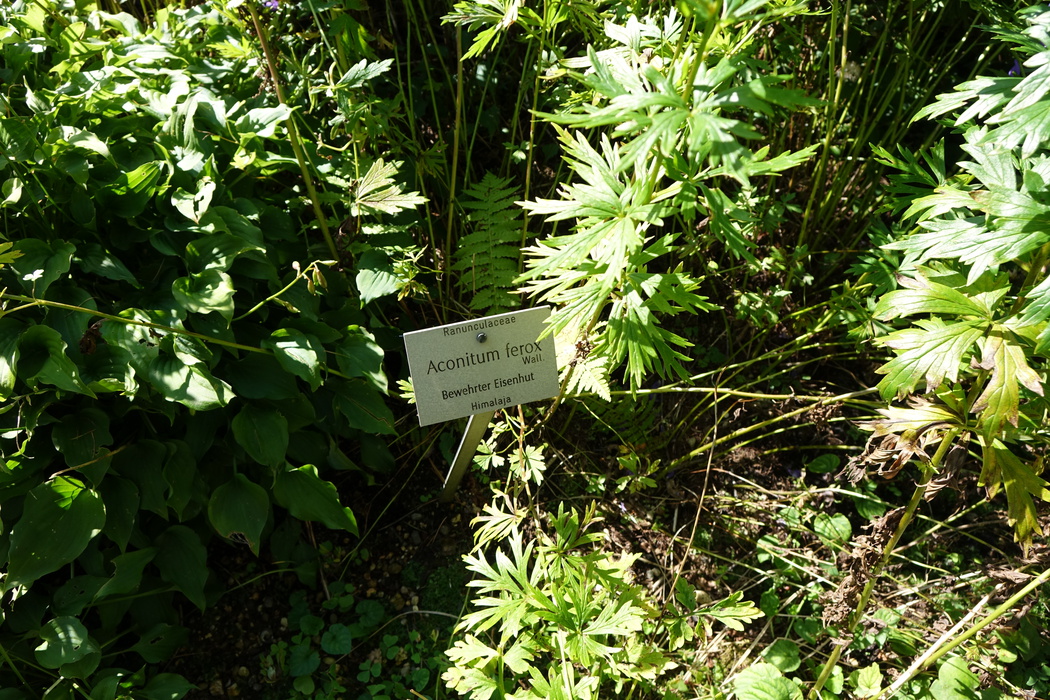 Ranunculaceae
Aconitum ferox
Wall.
Bewehrter Eisenhut
Himalaja